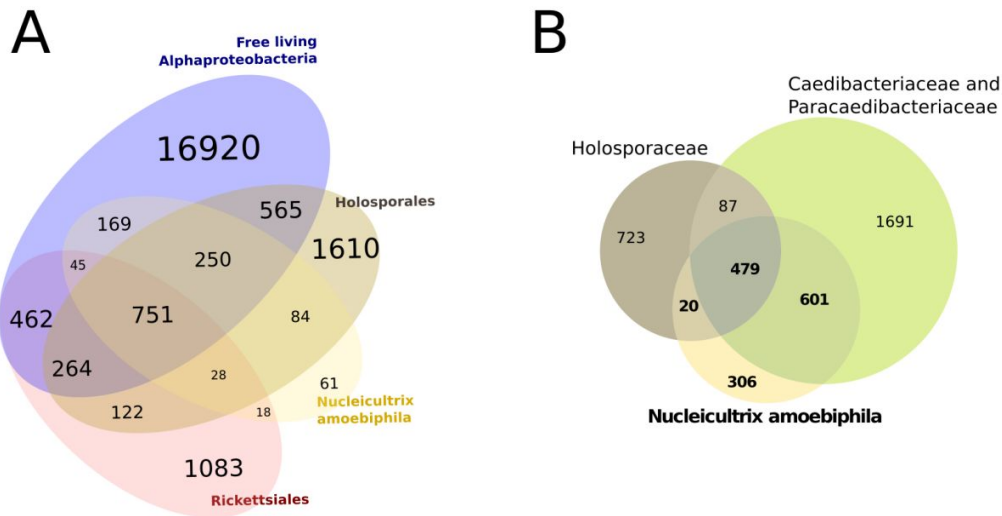 A
Free living
Alphaproteobacteria
16920
169
565
Holosporales
1610
45
250
462
751
84
264
28
61
122
18
Nucleicultrix
amoebiphila
1083
Rickettsiales
B
Caedibacteriaceae and
Paracaedibacteriaceae
Holosporaceae
87
723
1691
479
20
601
306
Nucleicultrix amoebiphila